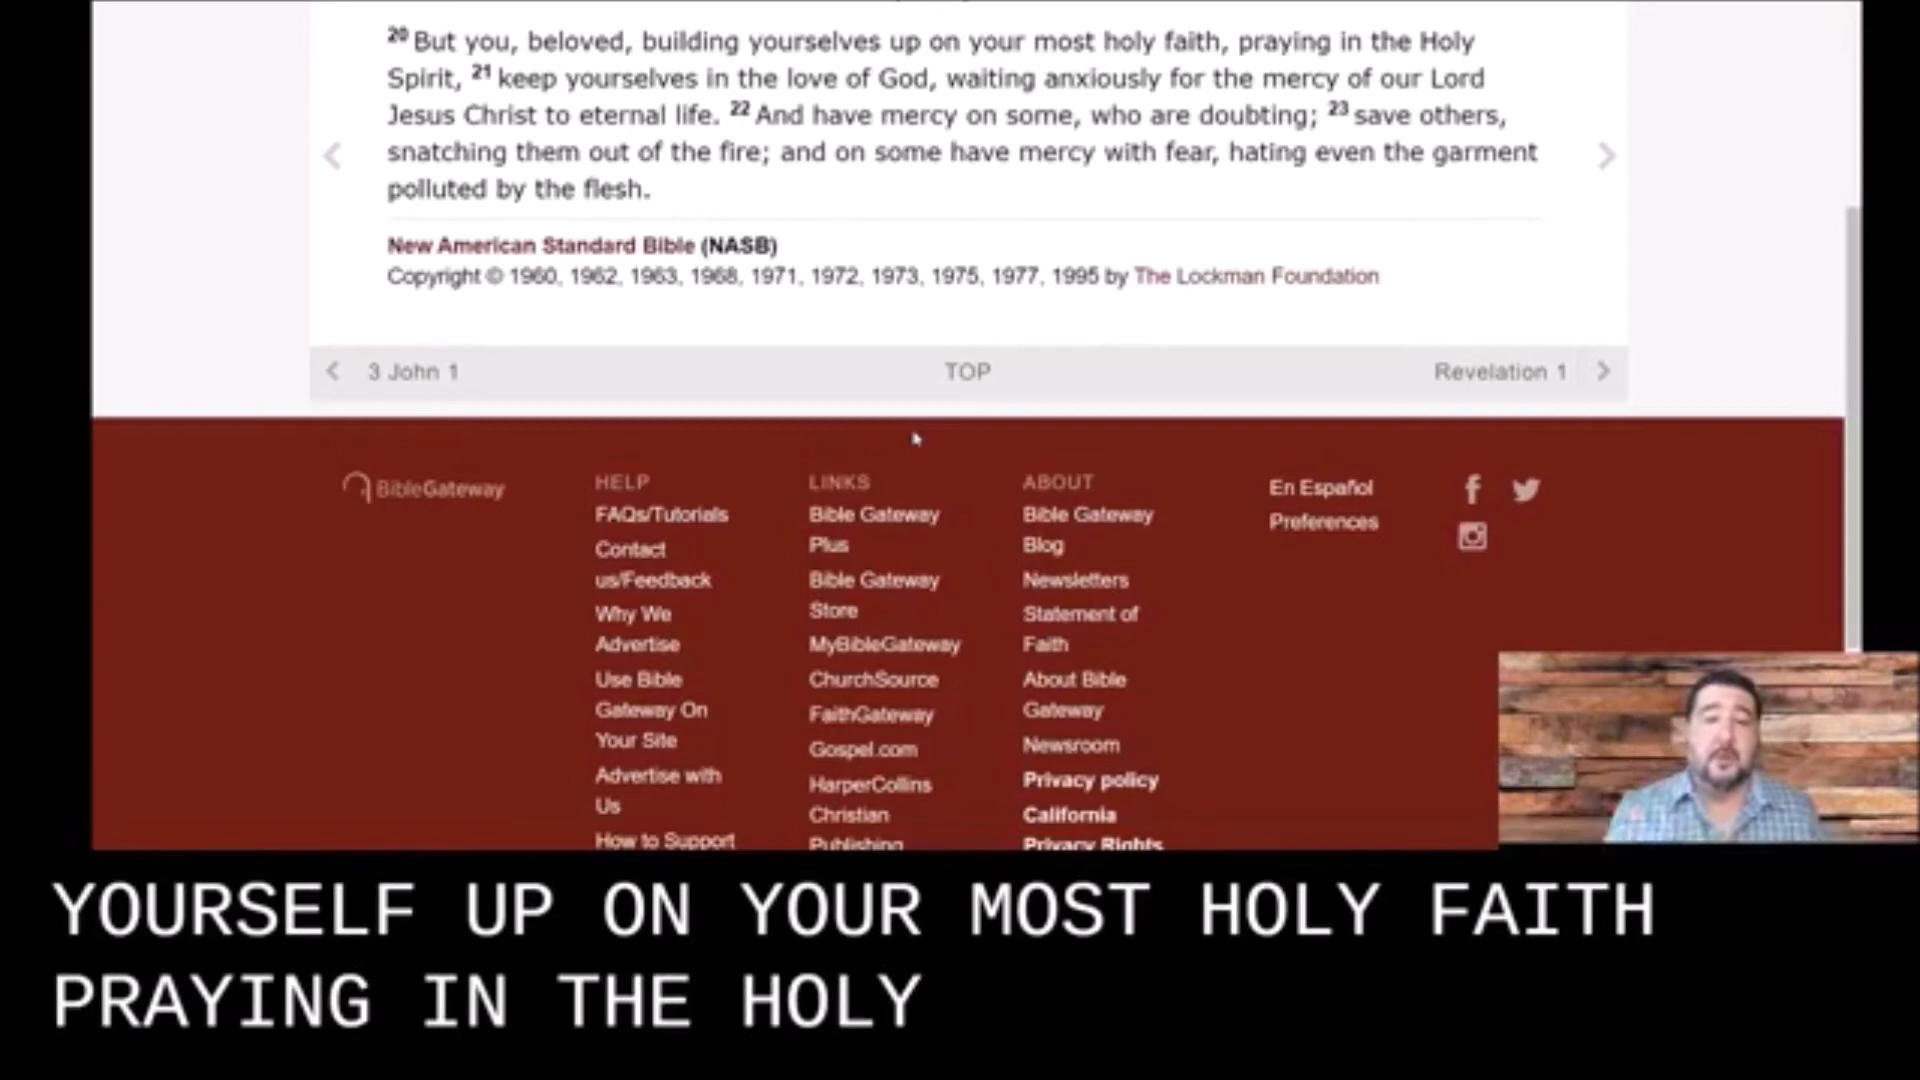 20 But you, beloved, building yourselves up on your most holy faith, praying in the Holy
Spirit, 21 keep yourselves in the love of God, waiting anxiously for the mercy of our Lord
Jesus Christ to eternal life. 22 And have mercy on some, who are doubting; 23 save others,
snatching them out of the fire; and on some have mercy with fear, hating even the garment
polluted by the flesh.
New American Standard Bible (NASB)
Copyright © 1960, 1962, 1963, 1968, 1971, 1972, 1973, 1975, 1977, 1995 by The Lockman Foundation
3 John 1
TOP
Revelation 1
BibleGateway
HELP
FAQs/Tutorials
Contact
us/Feedback
Why We
Advertise
Use Bible
Gateway On
Your Site
Advertise with
Us
How to Support
LINKS
Bible Gateway
Plus
Bible Gateway
Store
MyBibleGateway
ChurchSource
FaithGateway
Gospel.com
HarperCollins
Christian
Publishing
ABOUT
Bible Gateway
Blog
Newsletters
Statement of
Faith
About Bible
Gateway
Newsroom
Privacy policy
California
Privacy Rights
En Español
Preferences
YOURSELF UP ON YOUR MOST HOLY FAITH
PRAYING IN THE HOLY